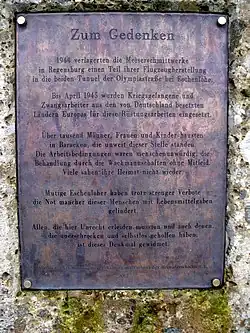 Zum Gedenken
1944 verlagerten die Messerschmittwerke
in Regensburg einen Teil ihrer Flugzeugherstellung
in die beiden Tunnel der Olympiastraße bei Eschenlohe.
Bis April 1945 wurden Kriegsgefangene und
Zwangsarbeiter aus den von Deutschland besetzten
Ländern Europas für diese Rüstungsarbeiten eingesetzt.
Über tausend Männer, Frauen und Kinder hausten
in Baracken, die unweit dieser Stelle standen.
Die Arbeitsbedingungen waren menschenunwürdig, die
Behandlung durch die Wachmannschaften ohne Mitleid.
Viele sahen ihre Heimat nicht wieder.
Mutige Eschenloher haben trotz strenger Verbote
die Not mancher dieser Menschen mit Lebensmittelgaben
gelindert.
Allen, die hier Unrecht erleiden mussten und auch denen,
die unerschrocken und selbstlos geholfen haben,
ist dieses Denkmal gewidmet.